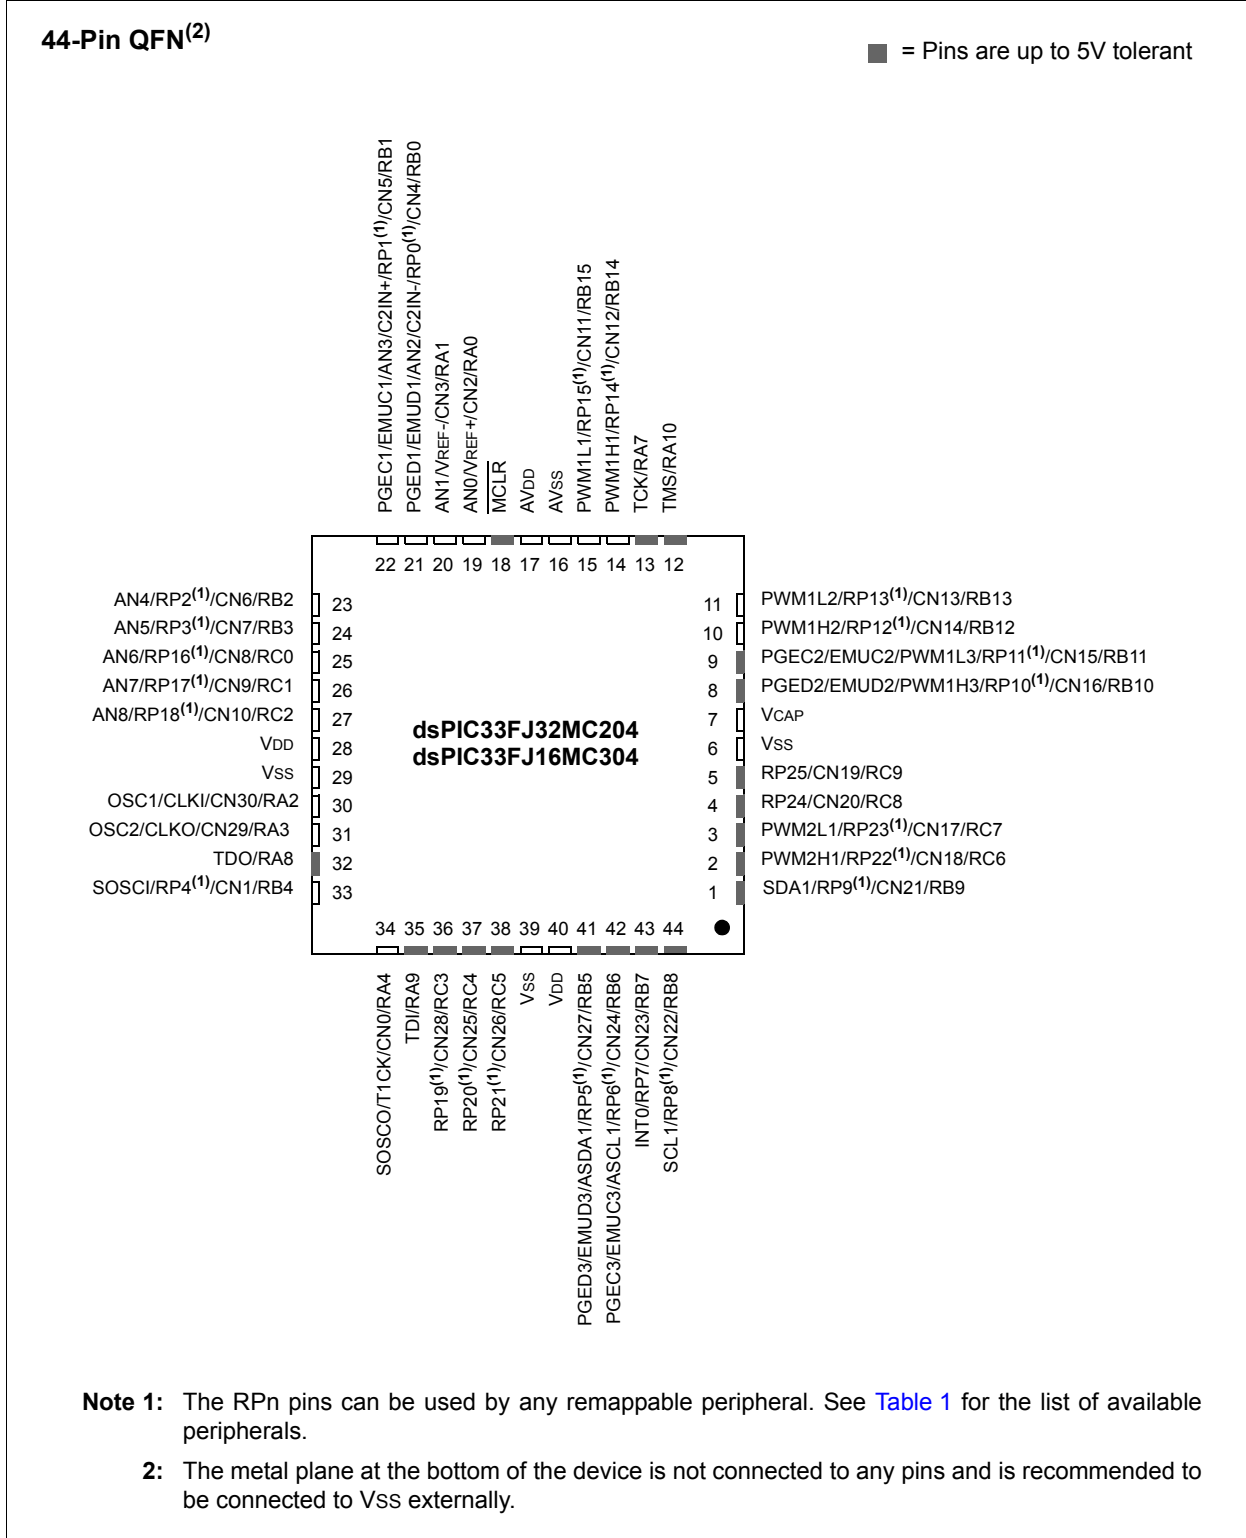 44-Pin QFN(2)
= Pins are up to 5V tolerant
PGEC1/EMUC1/AN3/C2IN+/RP1(1)/CN5/RB1
PGED1/EMUD1/AN2/C2IN-/RP0(1)/CN4/RB0
AN1/VREF-/CN3/RA1
AN0/VREF+/CN2/RA0
MCLR
AVDD
AVSS
PWM1L1/RP15(1)/CN11/RB15
PWM1H1/RP14(1)/CN12/RB14
TCK/RA7
TMS/RA10
22 21 20 19 18 17 16 15 14 13 12
AN4/RP2(1)/CN6/RB2 23
AN5/RP3(1)/CN7/RB3 24
AN6/RP16(1)/CN8/RC0 25
AN7/RP17(1)/CN9/RC1 26
AN8/RP18(1)/CN10/RC2 27
VDD 28
VSS 29
OSC1/CLKI/CN30/RA2 30
OSC2/CLKO/CN29/RA3 31
TDO/RA8 32
SOSCI/RP4(1)/CN1/RB4 33
dsPIC33FJ32MC204
dsPIC33FJ16MC304
11 PWM1L2/RP13(1)/CN13/RB13
10 PWM1H2/RP12(1)/CN14/RB12
9 PGEC2/EMUC2/PWM1L3/RP11(1)/CN15/RB11
8 PGED2/EMUD2/PWM1H3/RP10(1)/CN16/RB10
7 VCAP
6 VSS
5 RP25/CN19/RC9
4 RP24/CN20/RC8
3 PWM2L1/RP23(1)/CN17/RC7
2 PWM2H1/RP22(1)/CN18/RC6
1 SDA1/RP9(1)/CN21/RB9
34 35 36 37 38 39 40 41 42 43 44
SOSCO/T1CK/CN0/RA4
TDI/RA9
RP19(1)/CN28/RC3
RP20(1)/CN25/RC4
RP21(1)/CN26/RC5
VSS
VDD
PGED3/EMUD3/ASDA1/RP5(1)/CN27/RB5
PGEC3/EMUC3/ASCL1/RP6(1)/CN24/RB6
INT0/RP7/CN23/RB7
SCL1/RP8(1)/CN22/RB8
Note 1: The RPn pins can be used by any remappable peripheral. See Table 1 for the list of available
peripherals.
2: The metal plane at the bottom of the device is not connected to any pins and is recommended to
be connected to VSS externally.